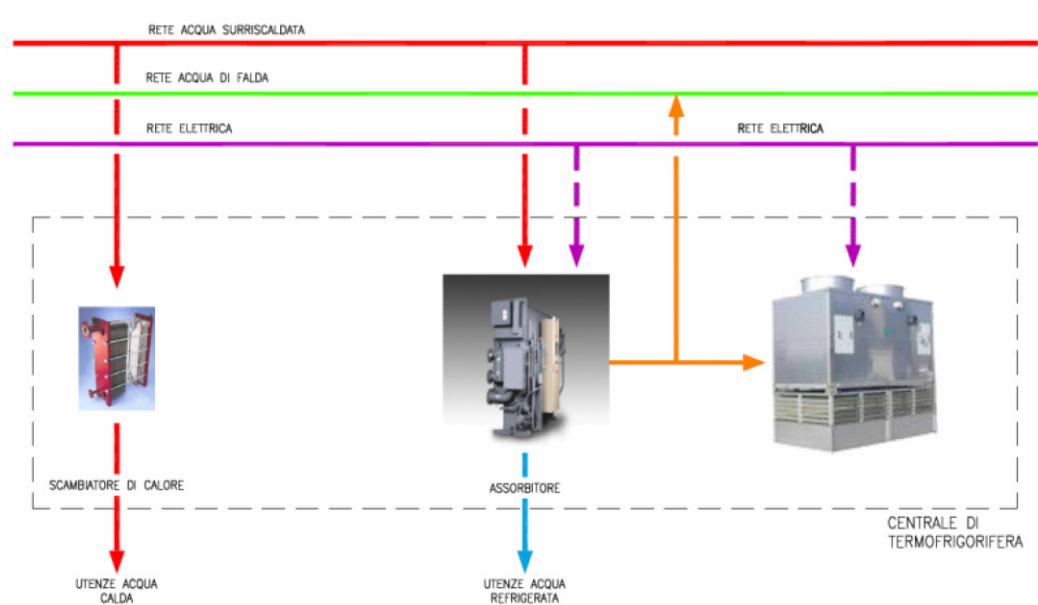 RETE ACQUA SURRISCALDATA
RETE ACQUA DI FALDA
RETE ELETTRICA
RETE ELETTRICA
SCAMBIATORE DI CALORE
ASSORBITORE
CENTRALE DI
TERMOFRIGORIFERA
UTENZE ACQUA
CALDA
UTENZE ACQUA
REFRIGERATA